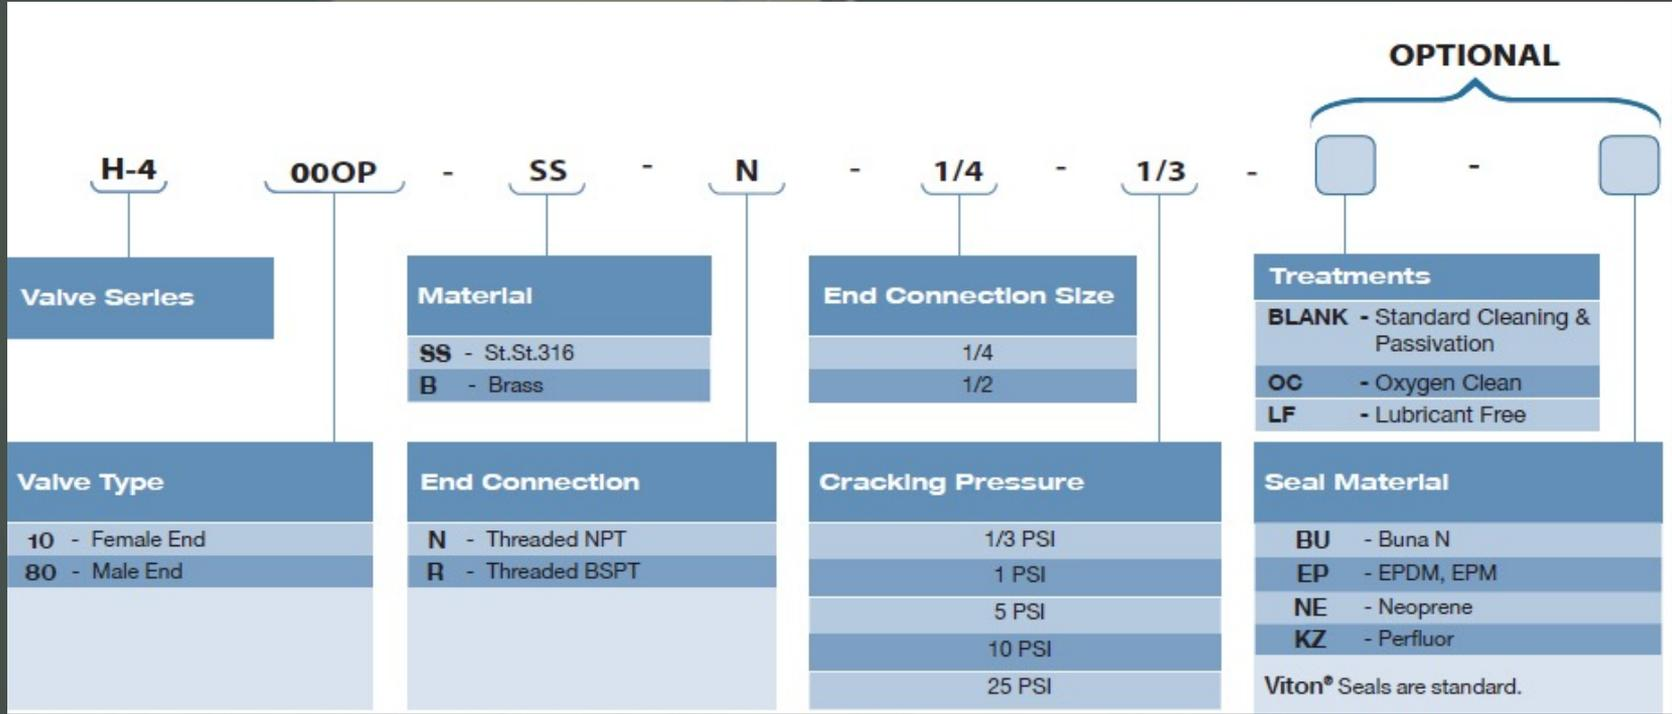 OPTIONAL
H-4 00OP - SS - N - 1/4 - 1/3 - -
Valve Series
Material
SS - St.St.316
B - Brass
End Connection Size
1/4
1/2
Treatments
BLANK - Standard Cleaning &
Passivation
OC - Oxygen Clean
LF - Lubricant Free
Valve Type
10 - Female End
80 - Male End
End Connection
N - Threaded NPT
R - Threaded BSPT
Cracking Pressure
1/3 PSI
1 PSI
5 PSI
10 PSI
25 PSI
Seal Material
BU - Buna N
EP - EPDM, EPM
NE - Neoprene
KZ - Perfluor
Viton® Seals are standard.